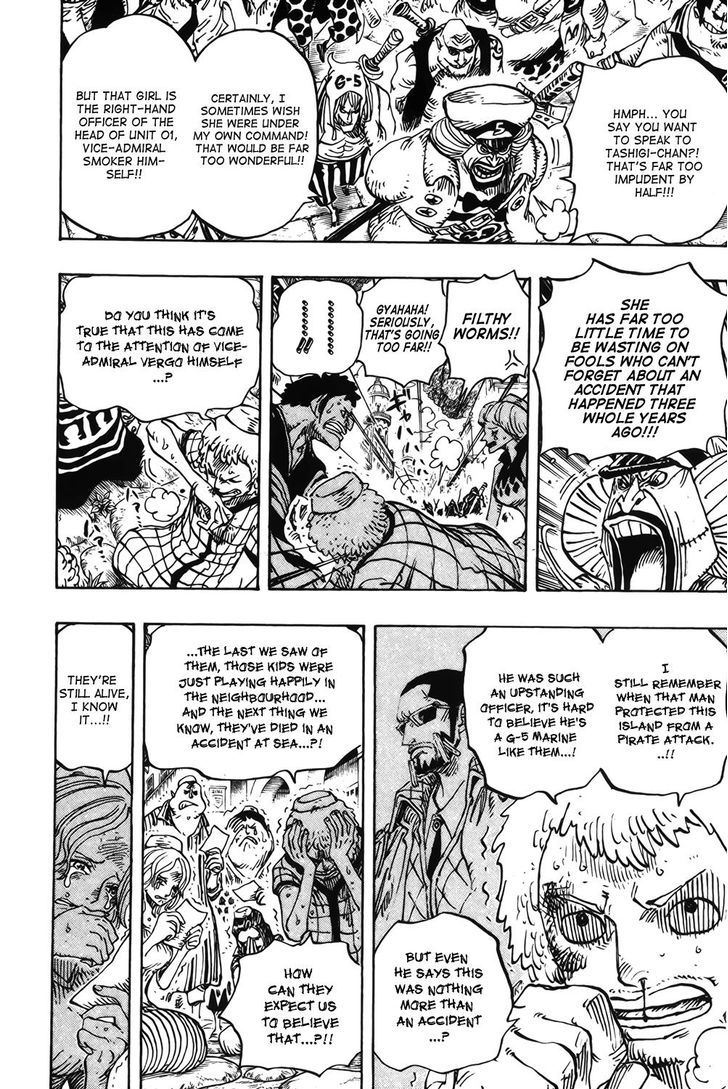 HMPH... YOU
SAY YOU WANT
TO SPEAK TO
TASHIGI-CHAN?!
THAT'S FAR TOO
IMPUDENT BY
HALF!!!
5
G-5
CERTAINLY, I
SOMETIMES WISH
SHE WERE UNDER
MY OWN COMMAND!
THAT WOULD BE FAR
TOO WONDERFUL!!
BUT THAT GIRL IS
THE RIGHT-HAND
OFFICER OF THE
HEAD OF UNIT 01,
VICE-ADMIRAL
SMOKER HIM-
SELF!!
SHE
HAS FAR TOO
LITTLE TIME TO
BE WASTING ON
FOOLS WHO CAN'T
FORGET ABOUT AN
ACCIDENT THAT
HAPPENED THREE
WHOLE YEARS
AGO!!!
FILTHY
WORMS!!
GYAHAHA!
SERIOUSLY,
THAT'S GOING
TOO FAR!!
........!!
DO YOU THINK IT'S
TRUE THAT THIS HAS COME
TO THE ATTENTION OF VICE-
ADMIRAL VERGO HIMSELF
...?
I
STILL REMEMBER
WHEN THAT MAN
PROTECTED THIS
ISLAND FROM A
PIRATE ATTACK.
..!!
HE WAS SUCH
AN UPSTANDING
OFFICER, IT'S HARD
TO BELIEVE HE'S
A G-5 MARINE
LIKE THEM...!
BUT EVEN
HE SAYS THIS
WAS NOTHING
MORE THAN
AN ACCIDENT
...?
...THE LAST WE SAW OF
THEM, THOSE KIDS WERE
JUST PLAYING HAPPILY IN
THE NEIGHBOURHOOD...
AND THE NEXT THING WE
KNOW, THEY'VE DIED IN AN
ACCIDENT AT SEA...?!
HOW
CAN THEY
EXPECT US
TO BELIEVE
THAT...?!!
THEY'RE
STILL ALIVE,
I KNOW
IT...!!